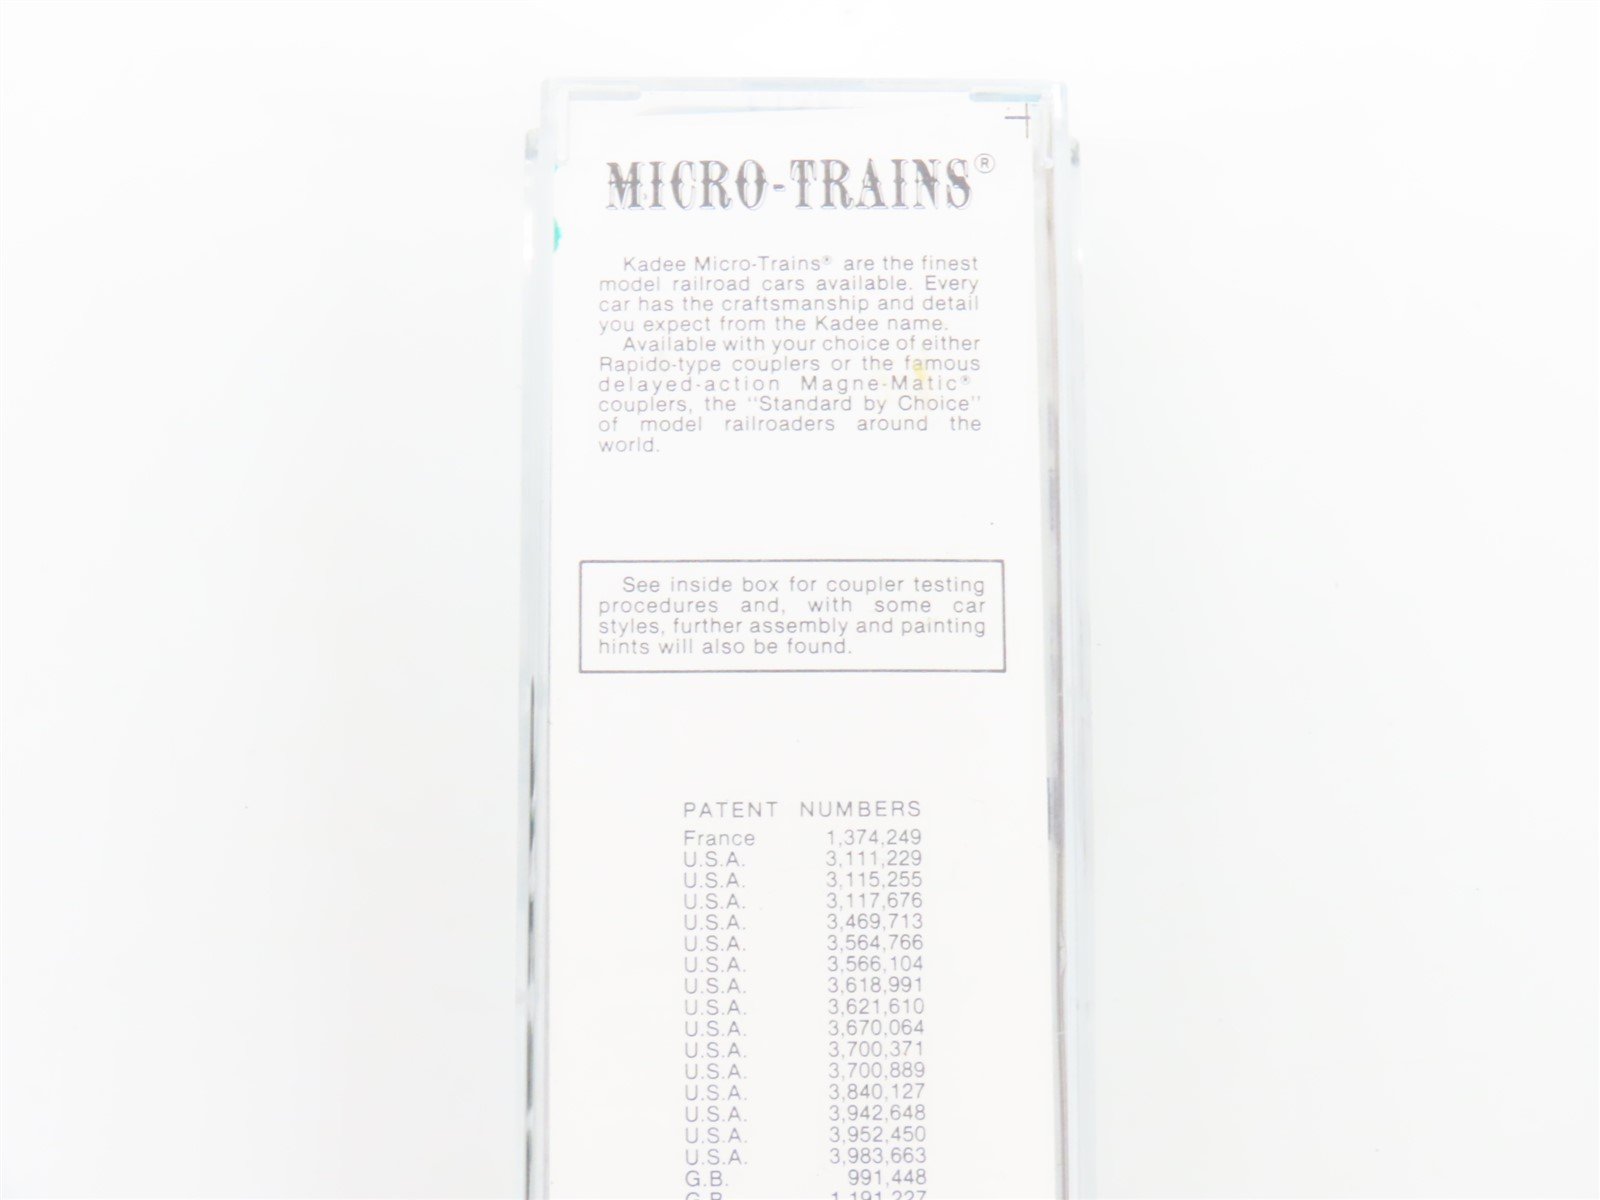 MICRO-TRAINS®
Kadee Micro-Trains® are the finest
model railroad cars available. Every
car has the craftsmanship and detail
you expect from the Kadee name.
Available with your choice of either
Rapido-type couplers or the famous
delayed-action Magne-Matic®
couplers, the "Standard by Choice"
of model railroaders around the
world.
See inside box for coupler testing
procedures and, with some car
styles, further assembly and painting
hints will also be found.
PATENT NUMBERS
France 1,374,249
U.S.A. 3,111,229
U.S.A. 3,115,255
U.S.A. 3,117,676
U.S.A. 3,469,713
U.S.A. 3,564,766
U.S.A. 3,566,104
U.S.A. 3,618,991
U.S.A. 3,621,610
U.S.A. 3,670,064
U.S.A. 3,700,371
U.S.A. 3,700,889
U.S.A. 3,840,127
U.S.A. 3,942,648
U.S.A. 3,952,450
U.S.A. 3,983,663
G.B. 991,448
G.B. 1,191,227